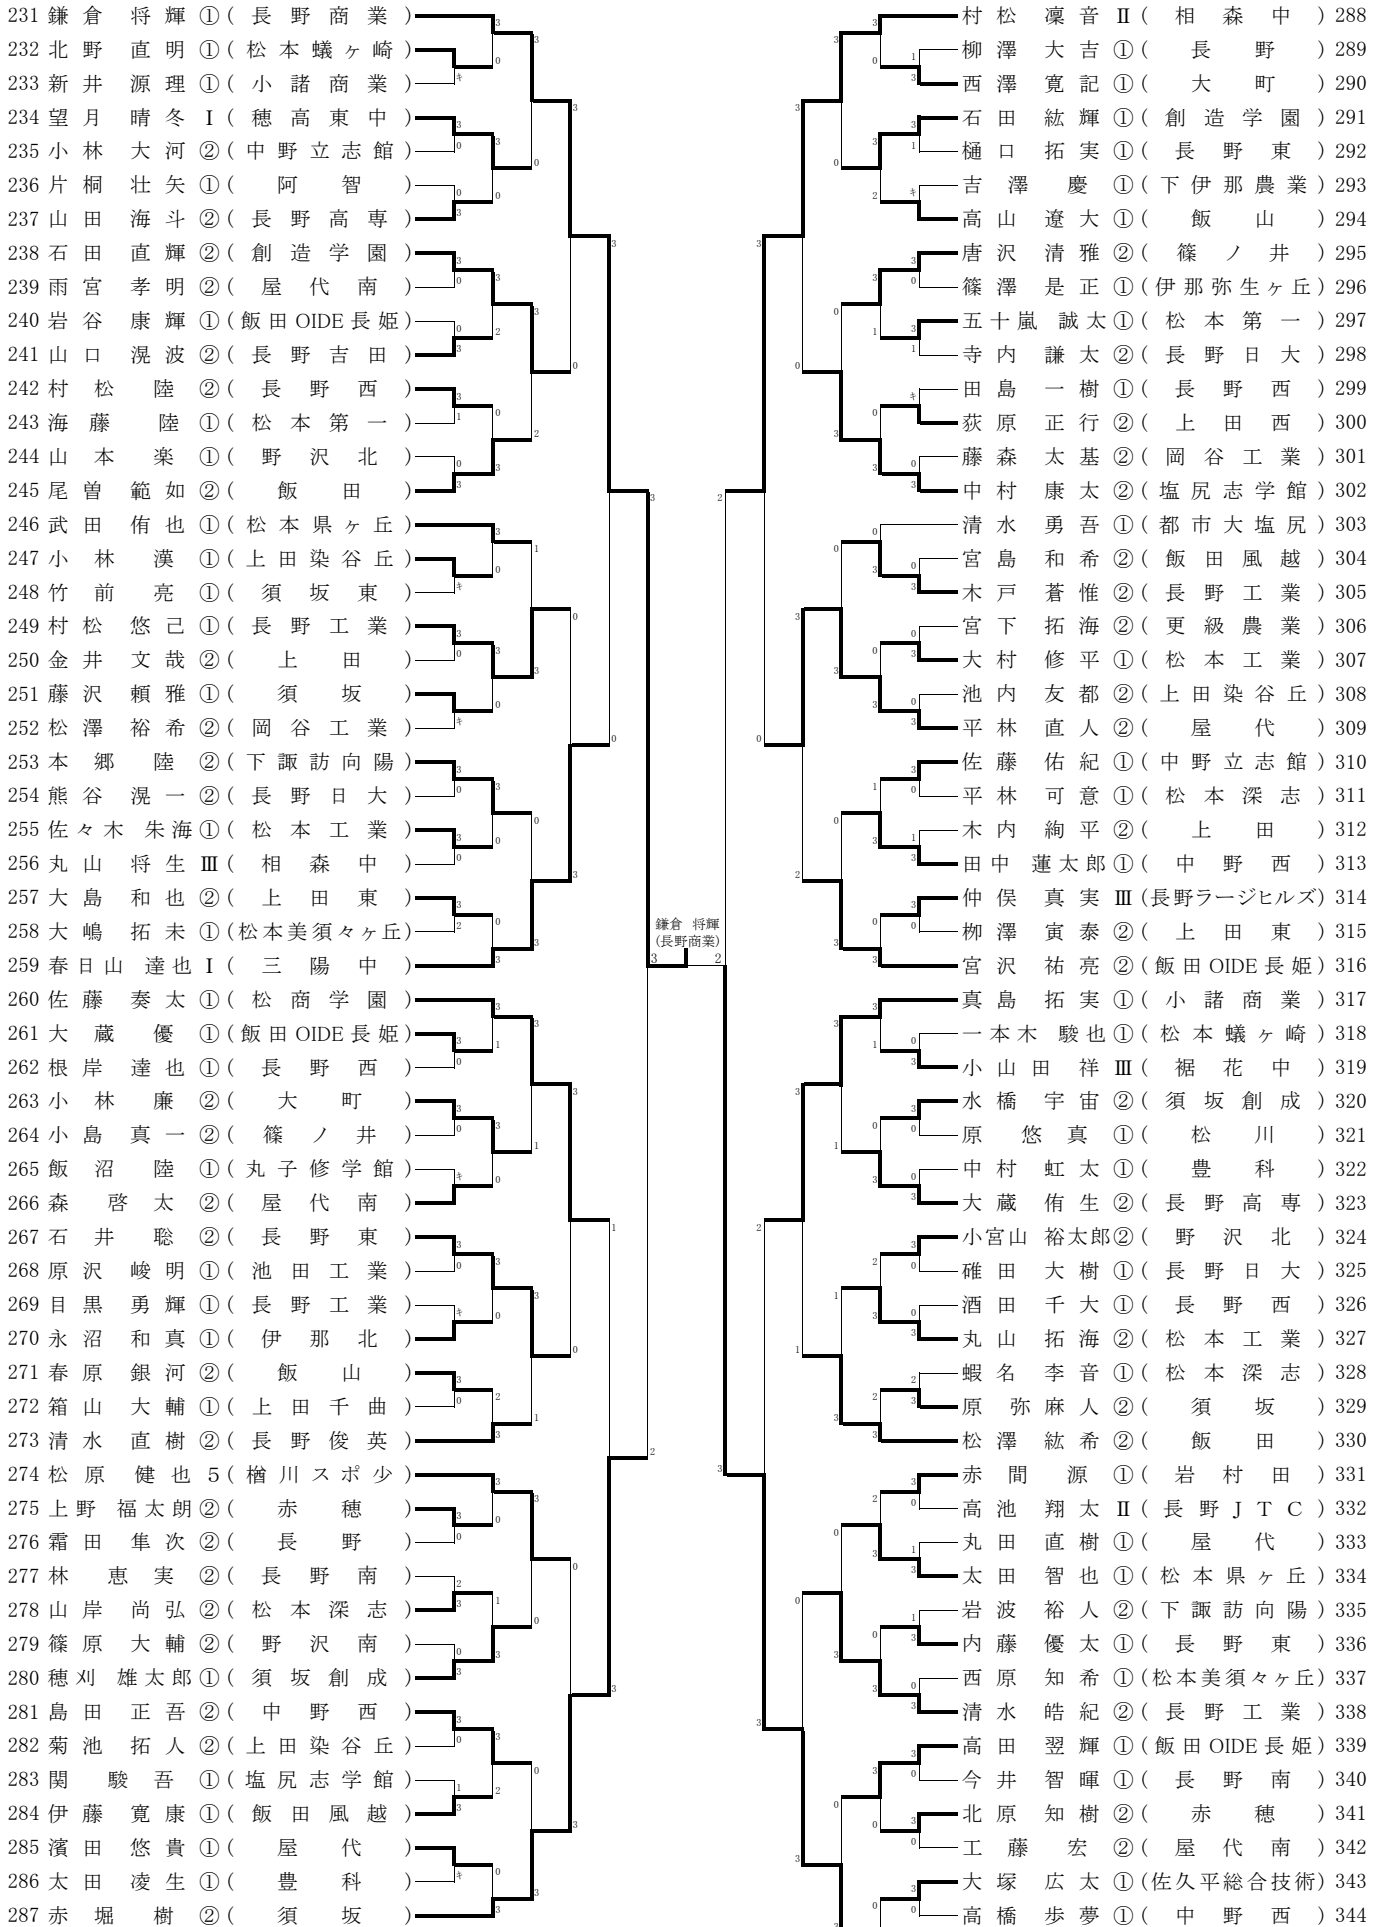 231 鎌倉 将輝 ① (長野商業)
232 北野 直明 ① (松本蟻ヶ崎)
233 新井 源理 ① (小諸商業)
234 望月 晴冬 Ⅰ (穂高東中)
235 小林 大河 ② (中野立志館)
236 片桐 壮矢 ① (阿智)
237 山田 海斗 ② (長野高専)
238 石田 直輝 ② (創造学園)
239 雨宮 孝明 ② (屋代南)
240 岩谷 康輝 ① (飯田OIDE長姫)
241 山口 滉波 ② (長野吉田)
242 村松 陸 ② (長野西)
243 海藤 陸 ① (松本第一)
244 山本 楽 ① (野沢北)
245 尾曽 範如 ② (飯田)
246 武田 侑也 ① (松本県ヶ丘)
247 小林 漢 ① (上田染谷丘)
248 竹前 亮 ① (須坂東)
249 村松 悠己 ① (長野工業)
250 金井 文哉 ② (上田)
251 藤沢 頼雅 ① (須坂)
252 松澤 裕希 ② (岡谷工業)
253 本郷 陸 ② (下諏訪向陽)
254 熊谷 滉一 ② (長野日大)
255 佐々木 朱海 ① (松本工業)
256 丸山 将生 Ⅲ (相森中)
257 大島 和也 ② (上田東)
258 大嶋 拓未 ① (松本美須々ヶ丘)
259 春日山 達也 Ⅰ (三陽中)
260 佐藤 奏太 ① (松商学園)
261 大蔵 優 ① (飯田OIDE長姫)
262 根岸 達也 ① (長野西)
263 小林 廉 ② (大町)
264 小島 真一 ② (篠ノ井)
265 飯沼 陸 ① (丸子修学館)
266 森 啓太 ② (屋代南)
267 石井 聡 ② (長野東)
268 原沢 崚明 ① (池田工業)
269 目黒 勇輝 ① (長野工業)
270 永沼 和真 ① (伊那北)
271 春原 銀河 ② (飯山)
272 箱山 大輔 ① (上田千曲)
273 清水 直樹 ② (長野俊英)
274 松原 健也 5 (楢川スポ少)
275 上野 福太朗 ② (赤穂)
276 霜田 隼次 ② (長野)
277 林 恵実 ② (長野南)
278 山岸 尚弘 ② (松本深志)
279 篠原 大輔 ② (野沢南)
280 穂刈 雄太郎 ① (須坂創成)
281 島田 正吾 ② (中野西)
282 菊池 拓人 ② (上田染谷丘)
283 関 駿吾 ① (塩尻志学館)
284 伊藤 寛康 ① (飯田風越)
285 濱田 悠貴 ① (屋代)
286 太田 凌生 ① (豊科)
287 赤堀 樹 ② (須坂)
鎌倉 将輝
(長野商業)
3 2
村松 凜音 Ⅱ (相森中) 288
柳澤 大吉 ① (長野) 289
西澤 寛記 ① (大町) 290
石田 紘輝 ① (創造学園) 291
樋口 拓実 ① (長野東) 292
吉澤 慶 ① (下伊那農業) 293
高山 遼大 ① (飯山) 294
唐沢 清雅 ② (篠ノ井) 295
篠澤 是正 ① (伊那弥生ヶ丘) 296
五十嵐 誠太 ① (松本第一) 297
寺内 謙太 ② (長野日大) 298
田島 一樹 ① (長野西) 299
荻原 正行 ② (上田西) 300
藤森 太基 ② (岡谷工業) 301
中村 康太 ② (塩尻志学館) 302
清水 勇吾 ① (都市大塩尻) 303
宮島 和希 ② (飯田風越) 304
木戸 蒼惟 ② (長野工業) 305
宮下 拓海 ② (更級農業) 306
大村 修平 ① (松本工業) 307
池内 友都 ② (上田染谷丘) 308
平林 直人 ② (屋代) 309
佐藤 佑紀 ① (中野立志館) 310
平林 可意 ① (松本深志) 311
木内 絢平 ② (上田) 312
田中 蓮太郎 ① (中野西) 313
仲俣 真実 Ⅲ (長野ラージヒルズ) 314
栁澤 寅泰 ② (上田東) 315
宮沢 祐亮 ② (飯田OIDE長姫) 316
真島 拓実 ① (小諸商業) 317
一本木 駿也 ① (松本蟻ヶ崎) 318
小山田 祥 Ⅲ (裾花中) 319
水橋 宇宙 ② (須坂創成) 320
原 悠真 ① (松川) 321
中村 虹太 ① (豊科) 322
大蔵 侑生 ② (長野高専) 323
小宮山 裕太郎 ② (野沢北) 324
碓田 大樹 ① (長野日大) 325
酒田 千大 ① (長野西) 326
丸山 拓海 ② (松本工業) 327
蝦名 李音 ① (松本深志) 328
原 弥麻人 ② (須坂) 329
松澤 紘希 ② (飯田) 330
赤間 源 ① (岩村田) 331
高池 翔太 Ⅱ (長野JTC) 332
丸田 直樹 ① (屋代) 333
太田 智也 ① (松本県ヶ丘) 334
岩波 裕人 ② (下諏訪向陽) 335
内藤 優太 ① (長野東) 336
西原 知希 ① (松本美須々ヶ丘) 337
清水 皓紀 ② (長野工業) 338
高田 翌輝 ① (飯田OIDE長姫) 339
今井 智暉 ① (長野南) 340
北原 知樹 ② (赤穂) 341
工藤 宏 ② (屋代南) 342
大塚 広太 ① (佐久平総合技術) 343
高橋 歩夢 ① (中野西) 344